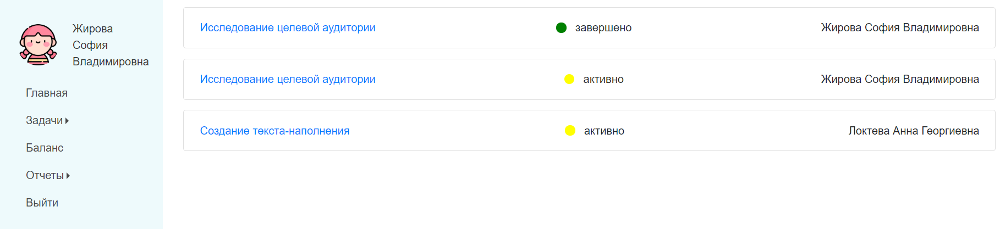 Жирова
София
Владимировна
Главная
Задачи
Баланс
Отчеты
Выйти
Исследование целевой аудитории завершено Жирова София Владимировна
Исследование целевой аудитории активно Жирова София Владимировна
Создание текста-наполнения активно Локтева Анна Георгиевна